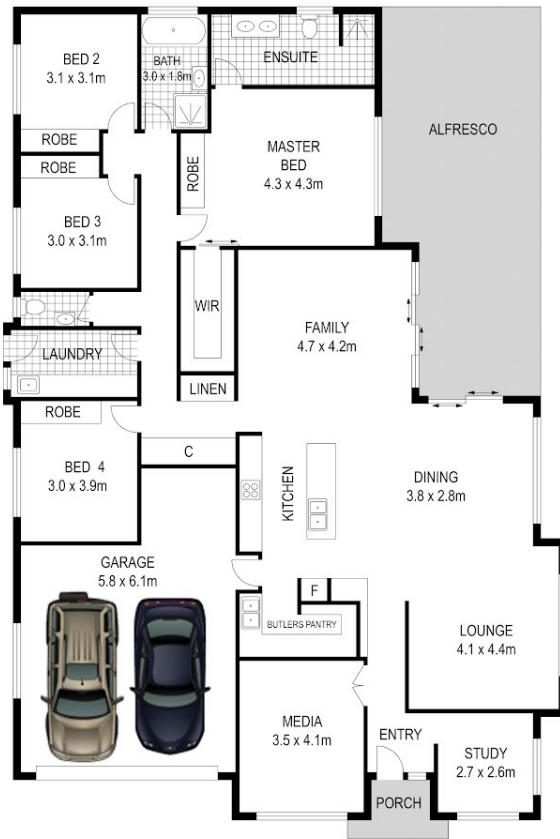 BED 2
3.1 x 3.1m
BATH
3.0 x 1.8m
ENSUITE
ALFRESCO
ROBE
ROBE
ROBE
MASTER
BED
4.3 x 4.3m
BED 3
3.0 x 3.1m
WIR
FAMILY
4.7 x 4.2m
LAUNDRY
LINEN
ROBE
BED 4
3.0 x 3.9m
C
KITCHEN
DINING
3.8 x 2.8m
GARAGE
5.8 x 6.1m
F
BUTLERS PANTRY
LOUNGE
4.1 x 4.4m
MEDIA
3.5 x 4.1m
ENTRY
STUDY
2.7 x 2.6m
PORCH